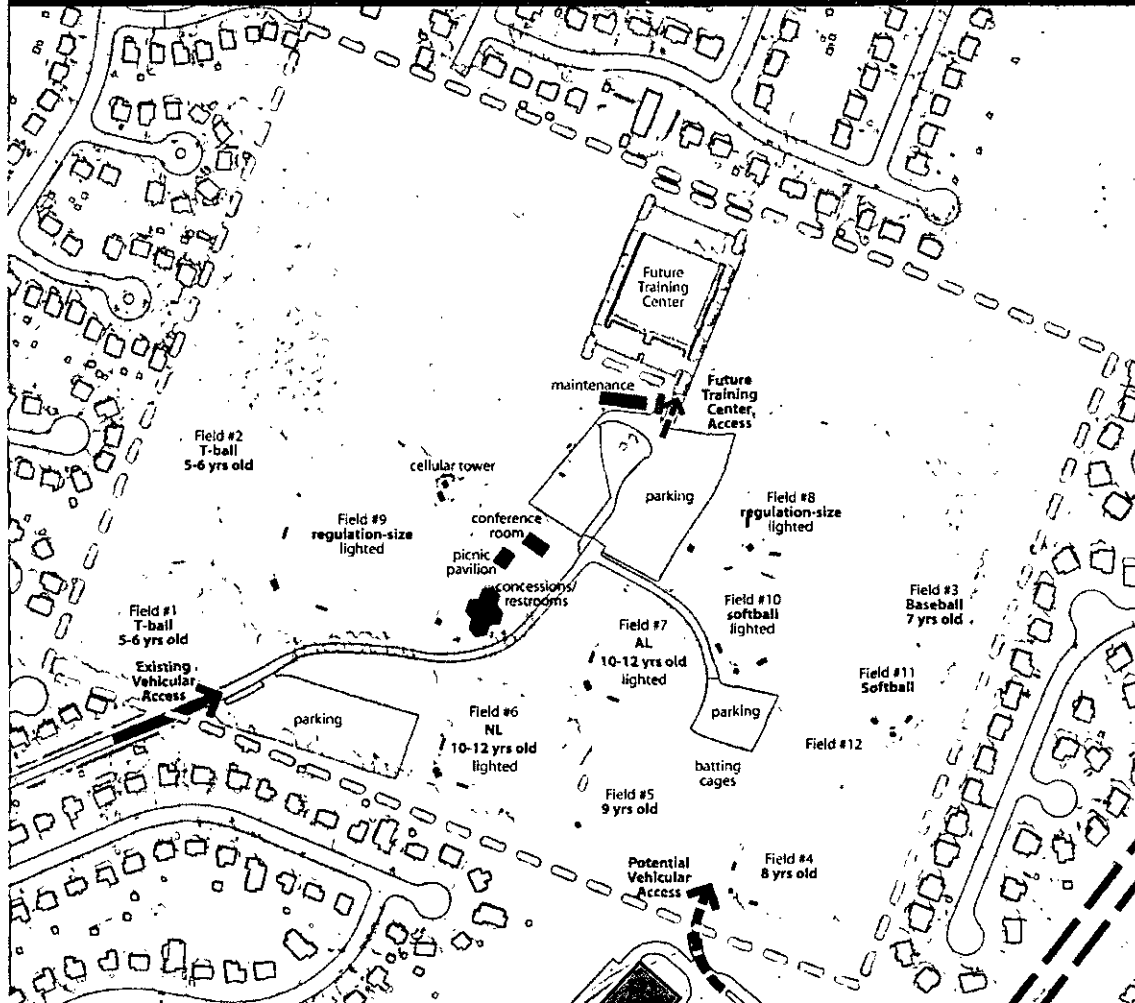 Future
Training
Center
maintenance
Future
Training
Center
Access
Field #2
T-ball
5-6 yrs old
cellular tower
parking
Field #8
regulation-size
lighted
Field #9
regulation-size
lighted
conference
room
picnic
pavilion
concessions/
restrooms
Field #3
Baseball
7 yrs old
Field #10
softball
lighted
Field #1
T-ball
5-6 yrs old
Field #7
AL
10-12 yrs old
lighted
Existing
Vehicular
Access
Field #11
Softball
parking
Field #6
NL
10-12 yrs old
lighted
parking
Field #12
batting
cages
Field #5
9 yrs old
Potential
Vehicular
Access
Field #4
8 yrs old